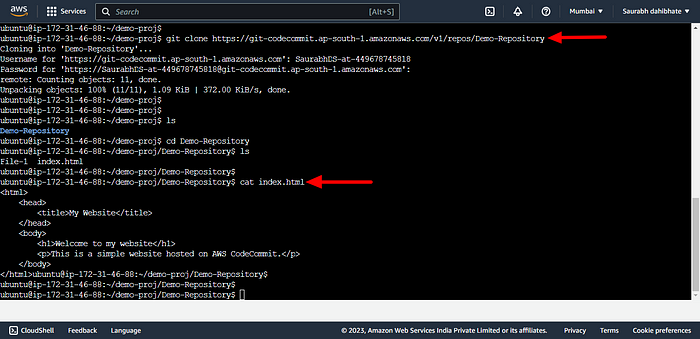 aws Services Search [Alt+S] Mumbai Saurabh dahibhate
ubuntu@ip-172-31-46-88:~/demo-proj$
ubuntu@ip-172-31-46-88:~/demo-proj$ git clone https://git-codecommit.ap-south-1.amazonaws.com/v1/repos/Demo-Repository
Cloning into 'Demo-Repository'...
Username for 'https://git-codecommit.ap-south-1.amazonaws.com': SaurabhDS-at-449678745818
Password for 'https://SaurabhDS-at-449678745818@git-codecommit.ap-south-1.amazonaws.com':
remote: Counting objects: 11, done.
Unpacking objects: 100% (11/11), 1.09 KiB | 372.00 KiB/s, done.
ubuntu@ip-172-31-46-88:~/demo-proj$
ubuntu@ip-172-31-46-88:~/demo-proj$
ubuntu@ip-172-31-46-88:~/demo-proj$ ls
Demo-Repository
ubuntu@ip-172-31-46-88:~/demo-proj$ cd Demo-Repository
ubuntu@ip-172-31-46-88:~/demo-proj/Demo-Repository$ ls
File-1  index.html
ubuntu@ip-172-31-46-88:~/demo-proj/Demo-Repository$
ubuntu@ip-172-31-46-88:~/demo-proj/Demo-Repository$ cat index.html
<html>
    <head>
        <title>My Website</title>
    </head>
    <body>
        <h1>Welcome to my website</h1>
        <p>This is a simple website hosted on AWS CodeCommit.</p>
    </body>
</html>ubuntu@ip-172-31-46-88:~/demo-proj/Demo-Repository$
ubuntu@ip-172-31-46-88:~/demo-proj/Demo-Repository$
ubuntu@ip-172-31-46-88:~/demo-proj/Demo-Repository$
CloudShell Feedback Language © 2023, Amazon Web Services India Private Limited or its affiliates. Privacy Terms Cookie preferences